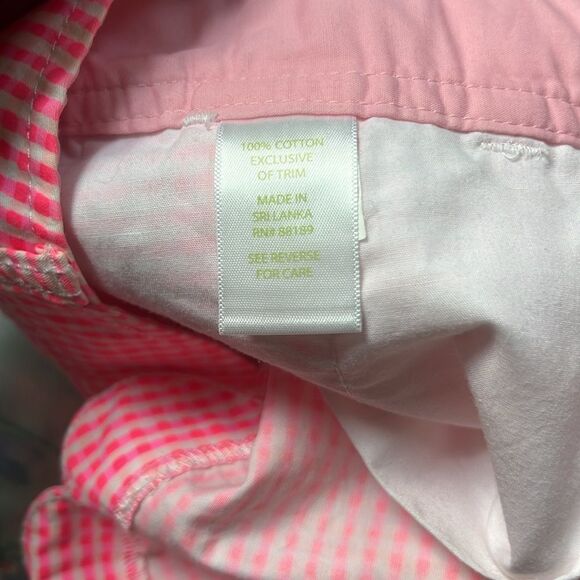 100% COTTON
EXCLUSIVE
OF TRIM
MADE IN
SRI LANKA
RN# 88189
SEE REVERSE
FOR CARE